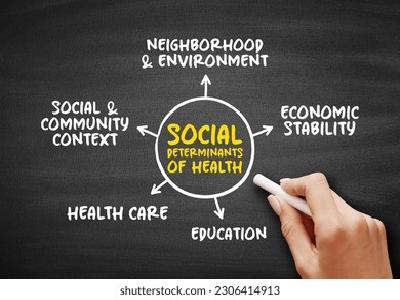 NEIGHBORHOOD
& ENVIRONMENT
SOCIAL &
COMMUNITY
CONTEXT
ECONOMIC
STABILITY
SOCIAL
DETERMINANTS
OF HEALTH
HEALTH CARE
EDUCATION
shutterstock.com · 2306414913